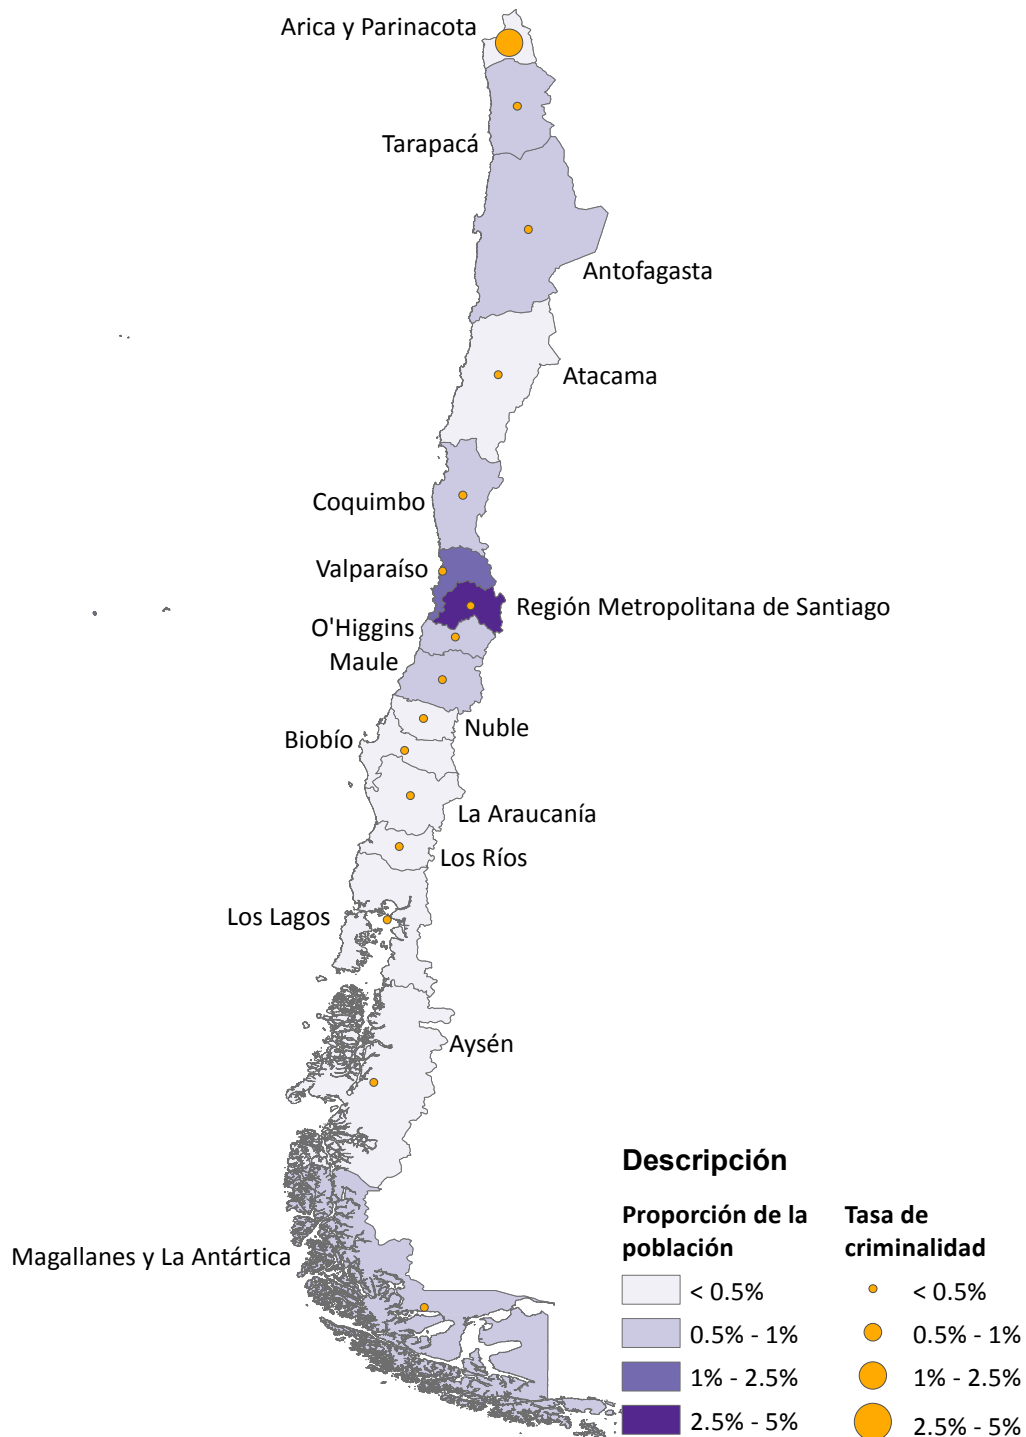 Arica y Parinacota
Tarapacá
Antofagasta
Atacama
Coquimbo
Valparaíso
Región Metropolitana de Santiago
O'Higgins
Maule
Nuble
Biobío
La Araucanía
Los Ríos
Los Lagos
Aysén
Magallanes y La Antártica
Descripción
Proporción de la
población
< 0.5%
0.5% - 1%
1% - 2.5%
2.5% - 5%
Tasa de
criminalidad
< 0.5%
0.5% - 1%
1% - 2.5%
2.5% - 5%